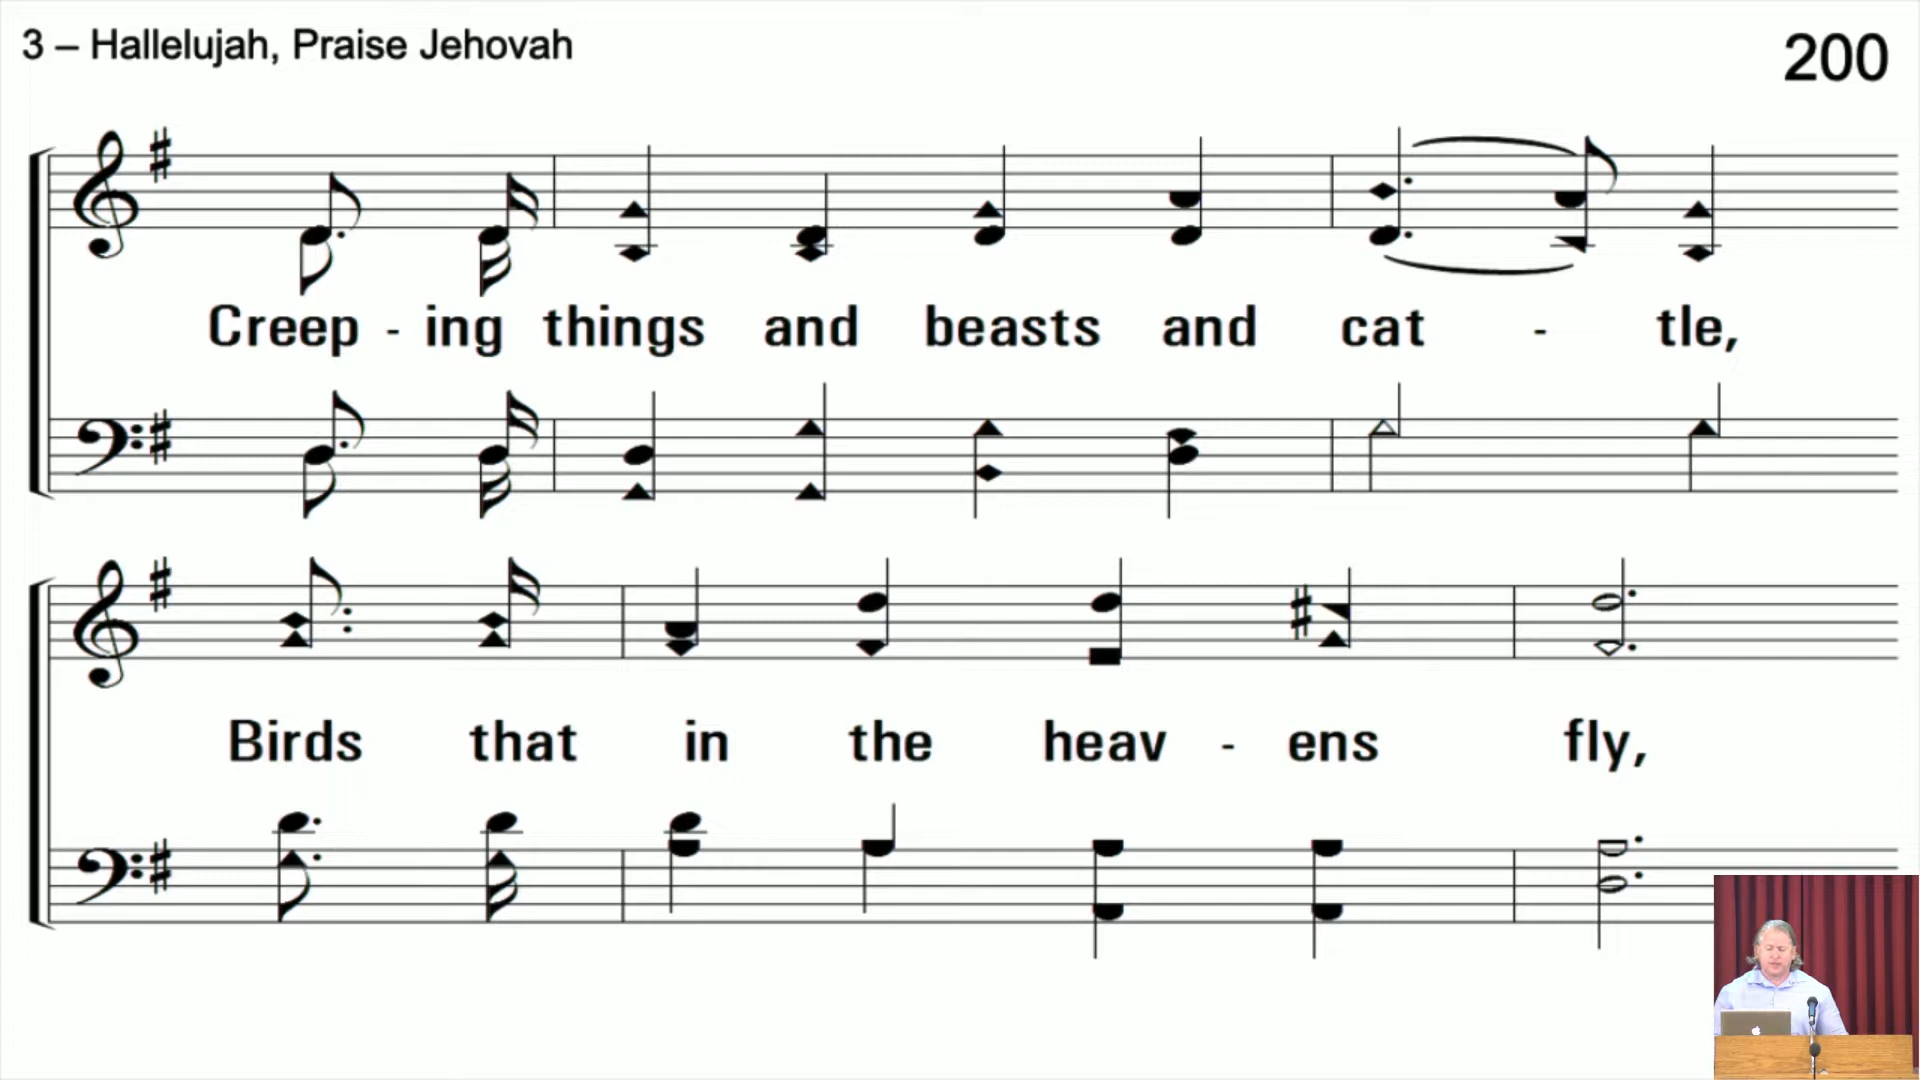 3 – Hallelujah, Praise Jehovah
200
Creep - ing things and beasts and cat - tle,
Birds that in the heav - ens fly,